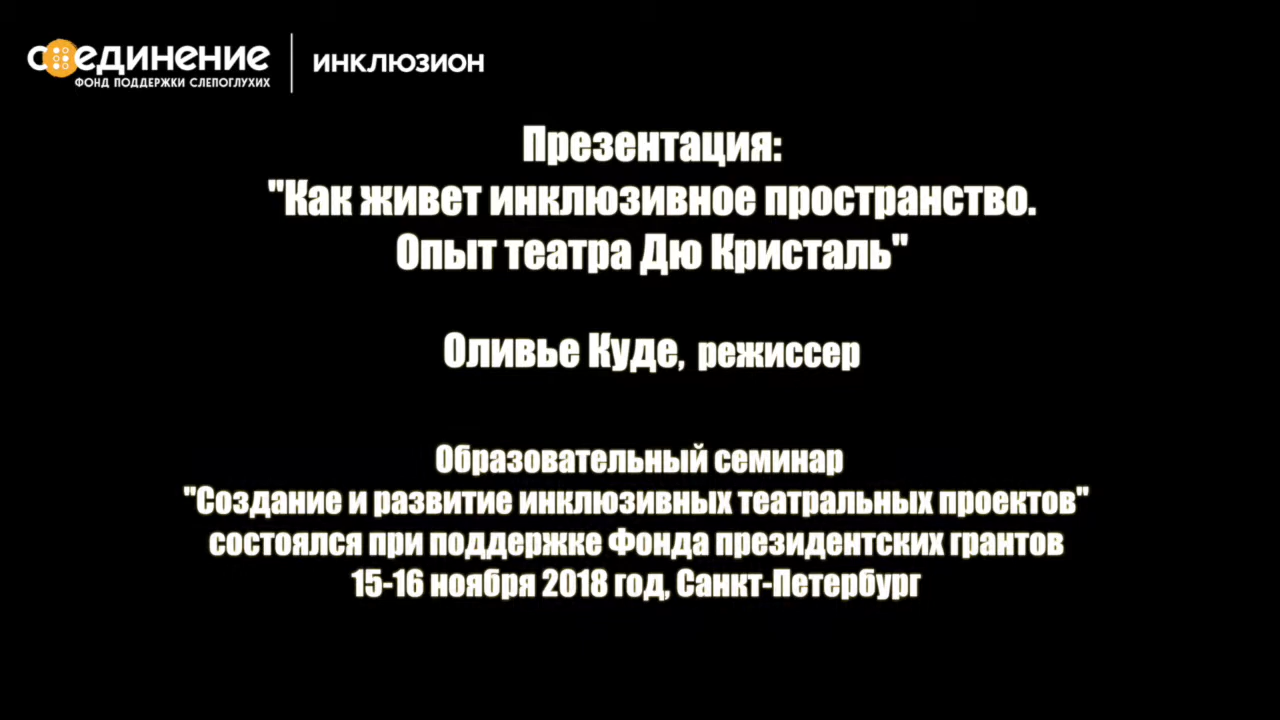 соединение
ФОНД ПОДДЕРЖКИ СЛЕПОГЛУХИХ
ИНКЛЮЗИОН
Презентация:
"Как живет инклюзивное пространство.
Опыт театра Дю Кристаль"
Оливье Куде, режиссер
Образовательный семинар
"Создание и развитие инклюзивных театральных проектов"
состоялся при поддержке Фонда президентских грантов
15-16 ноября 2018 год, Санкт-Петербург